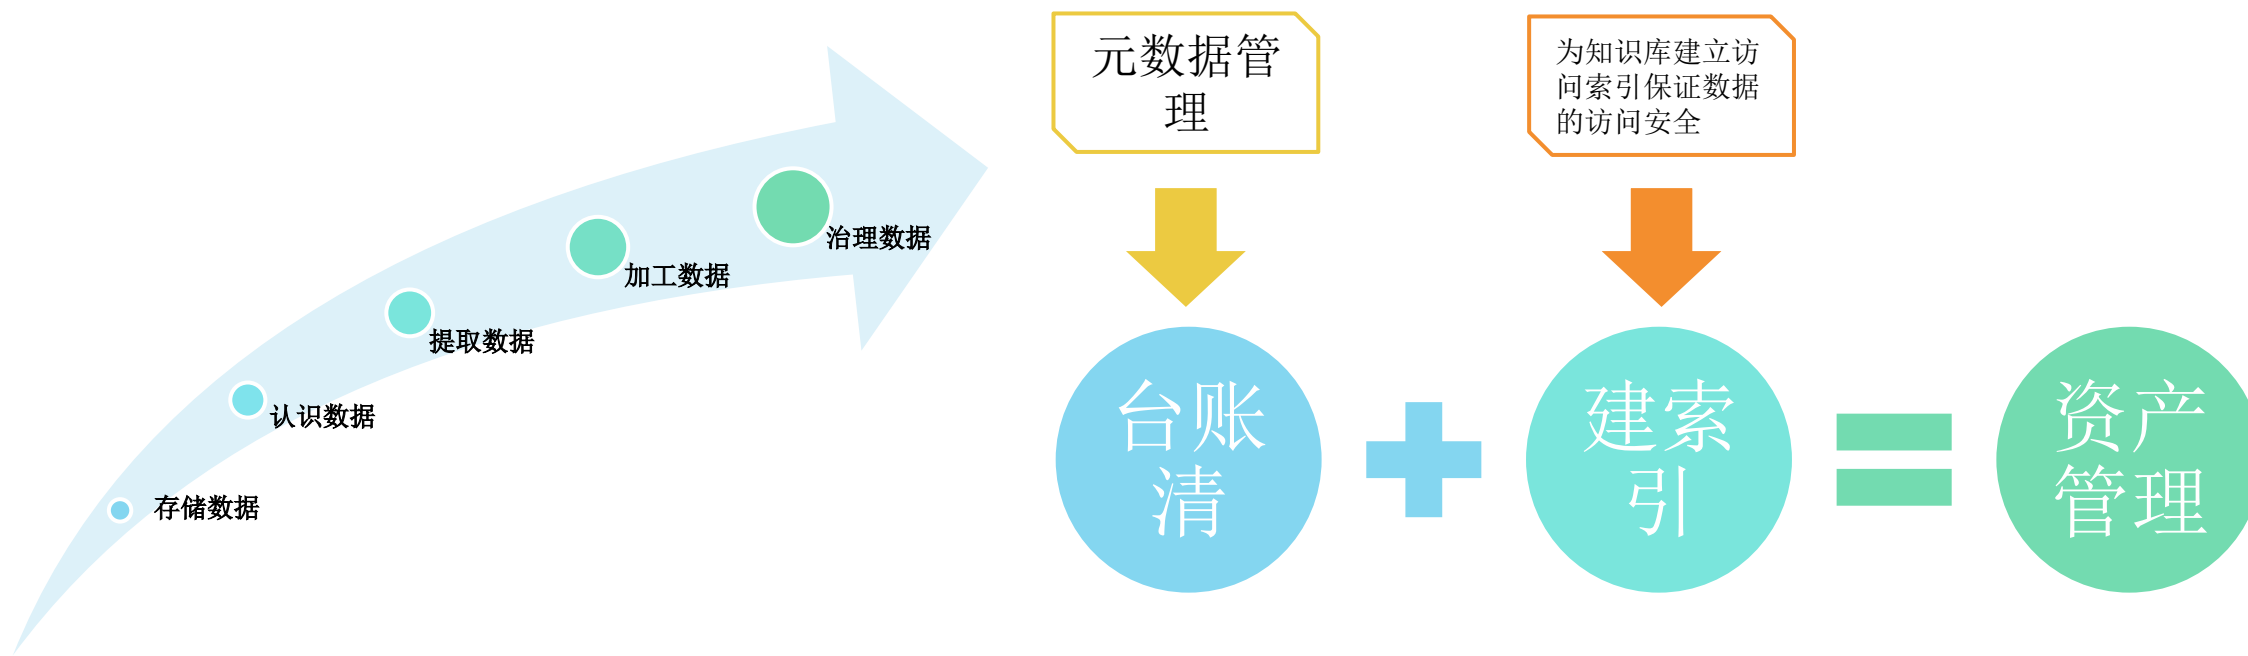 存储数据
认识数据
提取数据
加工数据
治理数据
元数据管
理
为知识库建立访
问索引保证数据
的访问安全
台账
清
建索
引
资产
管理